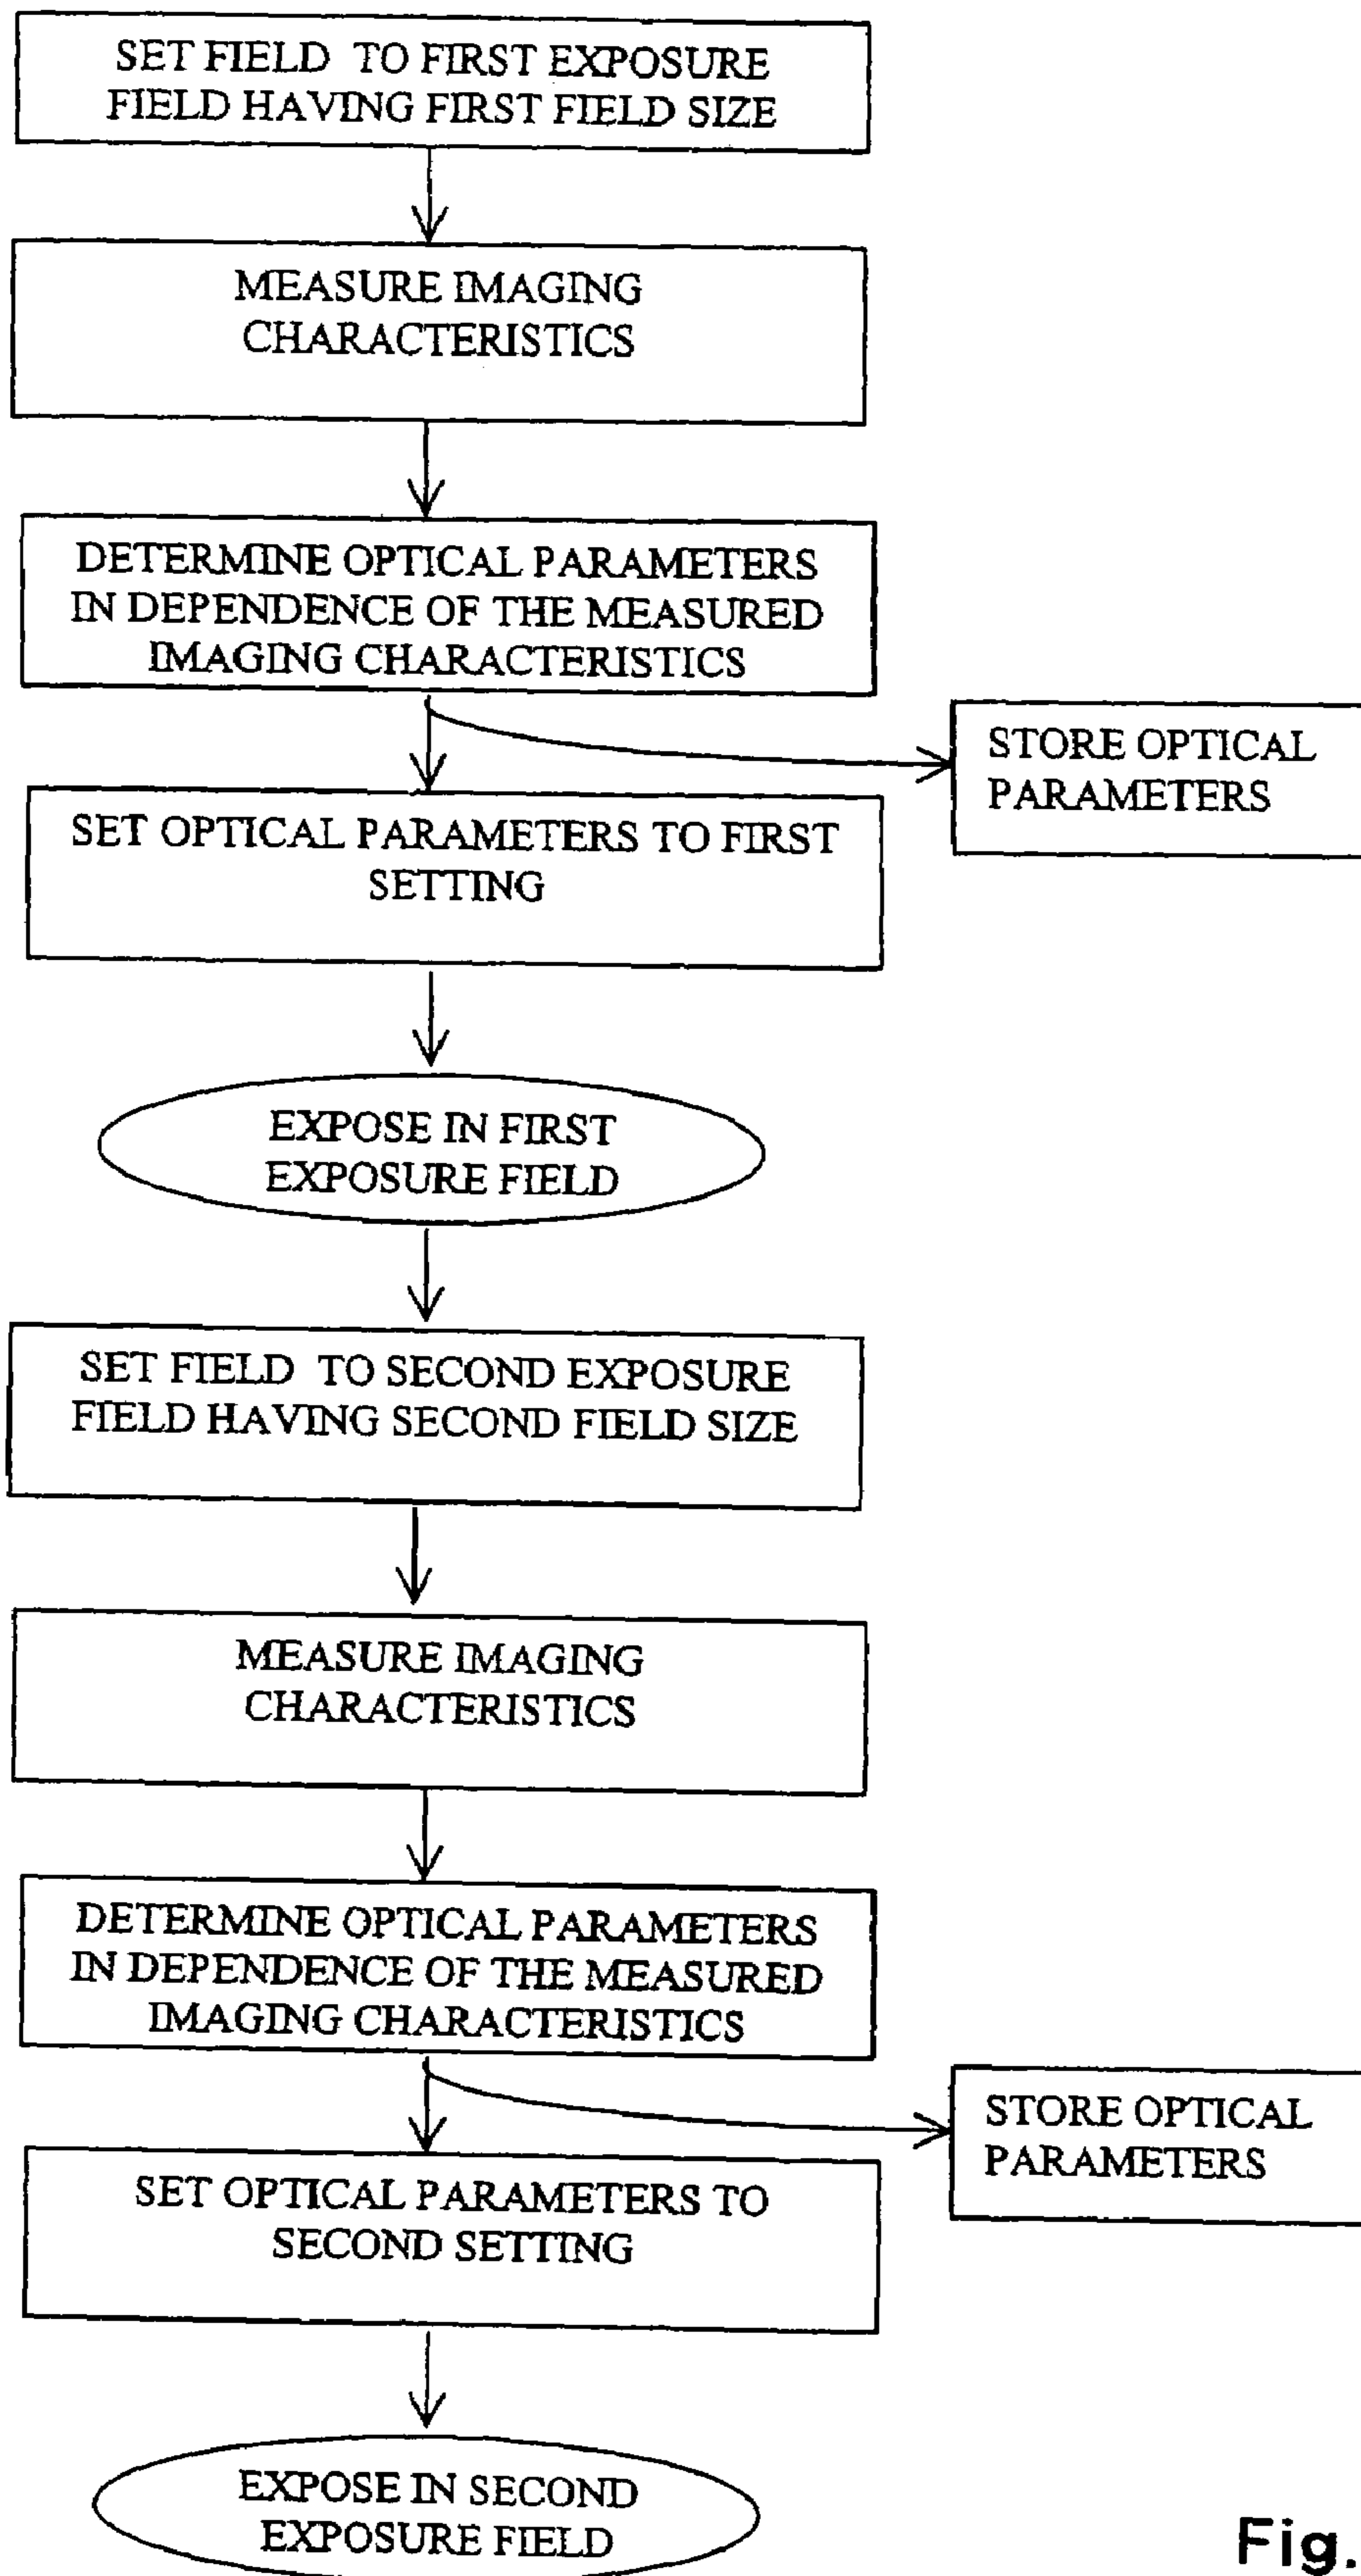 SET FIELD TO FIRST EXPOSURE
FIELD HAVING FIRST FIELD SIZE
MEASURE IMAGING
CHARACTERISTICS
DETERMINE OPTICAL PARAMETERS
IN DEPENDENCE OF THE MEASURED
IMAGING CHARACTERISTICS
STORE OPTICAL
PARAMETERS
SET OPTICAL PARAMETERS TO FIRST
SETTING
EXPOSE IN FIRST
EXPOSURE FIELD
SET FIELD TO SECOND EXPOSURE
FIELD HAVING SECOND FIELD SIZE
MEASURE IMAGING
CHARACTERISTICS
DETERMINE OPTICAL PARAMETERS
IN DEPENDENCE OF THE MEASURED
IMAGING CHARACTERISTICS
STORE OPTICAL
PARAMETERS
SET OPTICAL PARAMETERS TO
SECOND SETTING
EXPOSE IN SECOND
EXPOSURE FIELD
Fig.